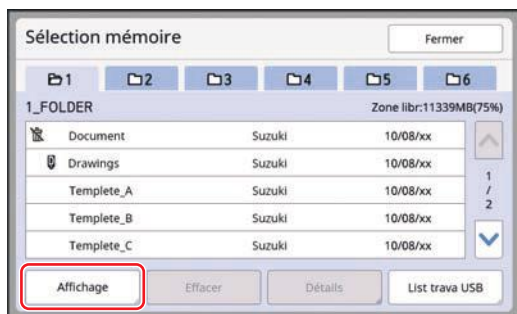 Sélection mémoire Fermer
1 2 3 4 5 6
1_FOLDER Zone libr:11339MB(75%)
Document Suzuki 10/08/xx
Drawings Suzuki 10/08/xx
Templete_A Suzuki 10/08/xx
1
/
2
Templete_B Suzuki 10/08/xx
Templete_C Suzuki 10/08/xx
Affichage Effacer Détails List trava USB